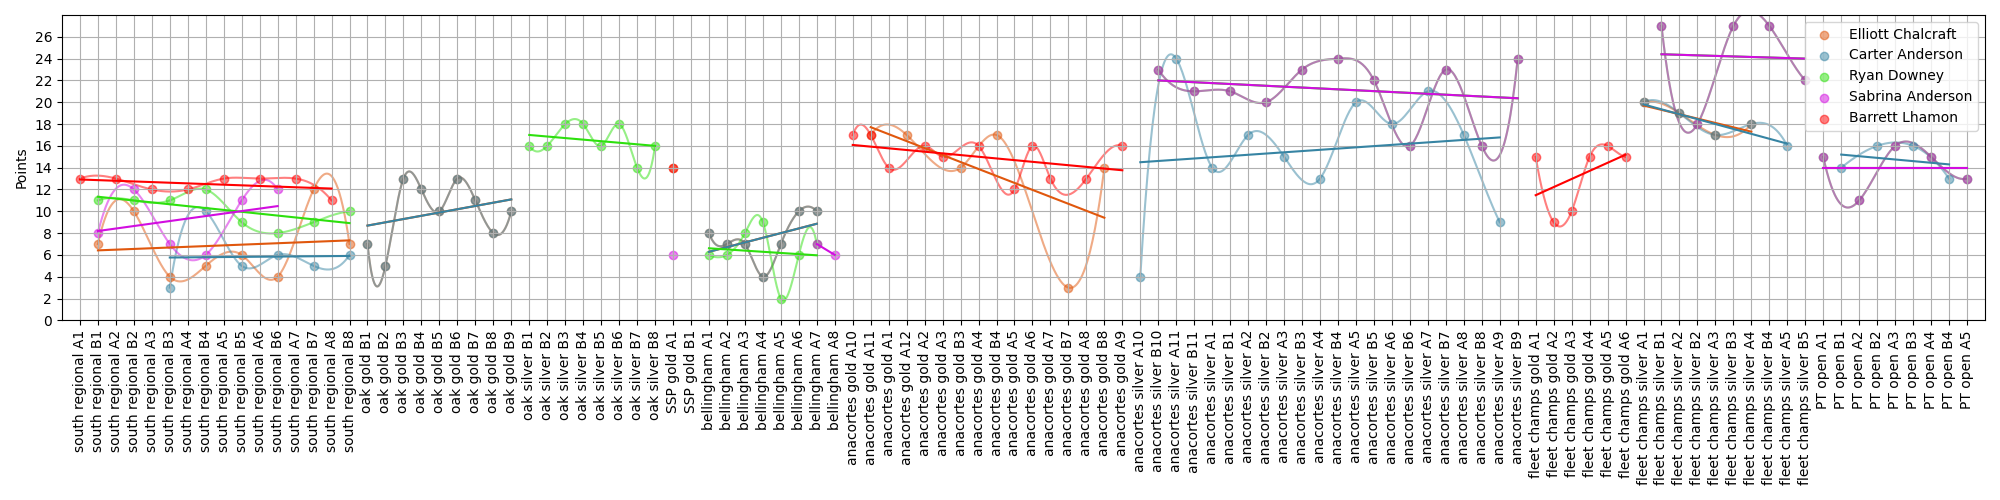 Points
26
24
22
20
18
16
14
12
10
8
6
4
2
0
Elliott Chalcraft
Carter Anderson
Ryan Downey
Sabrina Anderson
Barrett Lhamon
south regional A1
south regional B1
south regional A2
south regional B2
south regional A3
south regional B3
south regional A4
south regional B4
south regional A5
south regional B5
south regional A6
south regional B6
south regional A7
south regional B7
south regional A8
south regional B8
oak gold B1
oak gold B2
oak gold B3
oak gold B4
oak gold B5
oak gold B6
oak gold B7
oak gold B8
oak gold B9
oak silver B1
oak silver B2
oak silver B3
oak silver B4
oak silver B5
oak silver B6
oak silver B7
oak silver B8
SSP gold A1
SSP gold B1
bellingham A1
bellingham A2
bellingham A3
bellingham A4
bellingham A5
bellingham A6
bellingham A7
bellingham A8
anacortes gold A10
anacortes gold A11
anacortes gold A1
anacortes gold A12
anacortes gold A2
anacortes gold A3
anacortes gold B3
anacortes gold A4
anacortes gold B4
anacortes gold A5
anacortes gold A6
anacortes gold A7
anacortes gold B7
anacortes gold A8
anacortes gold B8
anacortes gold A9
anacortes silver A10
anacortes silver B10
anacortes silver A11
anacortes silver B11
anacortes silver A1
anacortes silver B1
anacortes silver A2
anacortes silver B2
anacortes silver A3
anacortes silver B3
anacortes silver A4
anacortes silver B4
anacortes silver A5
anacortes silver B5
anacortes silver A6
anacortes silver B6
anacortes silver A7
anacortes silver B7
anacortes silver A8
anacortes silver B8
anacortes silver A9
anacortes silver B9
fleet champs gold A1
fleet champs gold A2
fleet champs gold A3
fleet champs gold A4
fleet champs gold A5
fleet champs gold A6
fleet champs silver A1
fleet champs silver B1
fleet champs silver A2
fleet champs silver B2
fleet champs silver A3
fleet champs silver B3
fleet champs silver A4
fleet champs silver B4
fleet champs silver A5
fleet champs silver B5
PT open A1
PT open B1
PT open A2
PT open B2
PT open A3
PT open B3
PT open A4
PT open B4
PT open A5